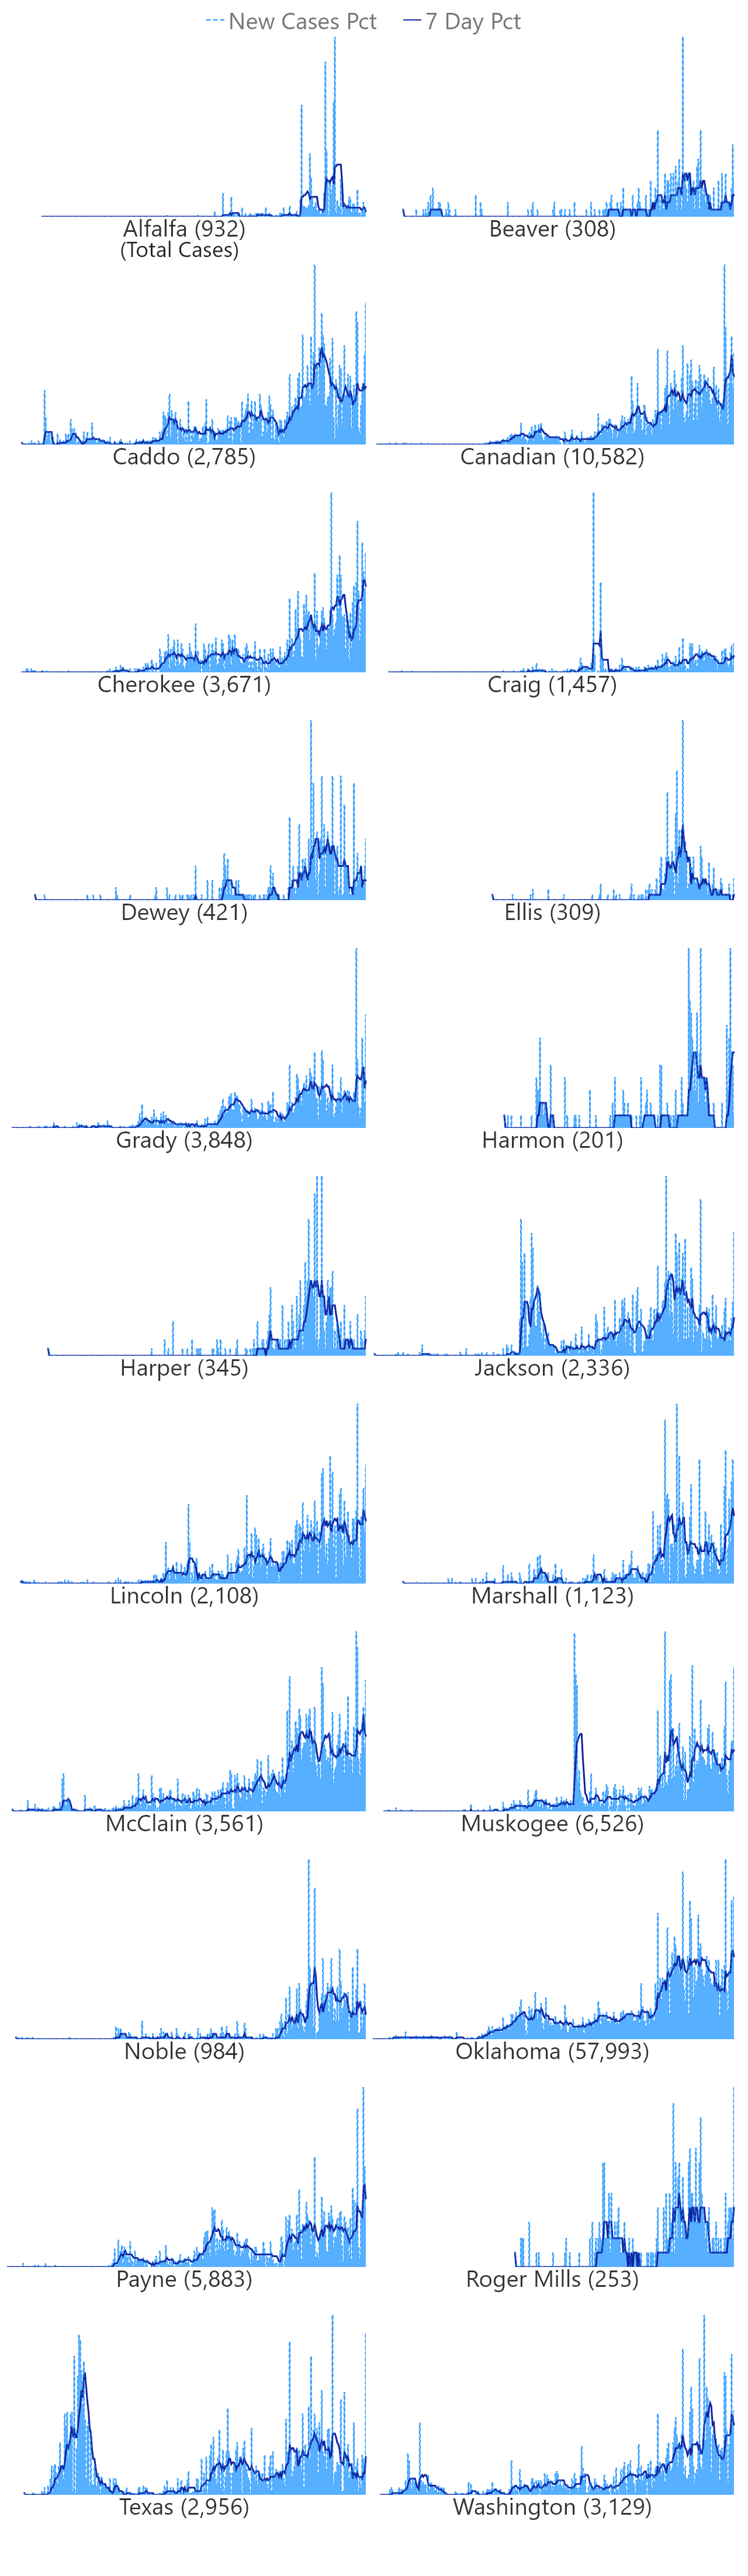 New Cases Pct 7 Day Pct
Alfalfa (932) Beaver (308)
(Total Cases)
Caddo (2,785) Canadian (10,582)
Cherokee (3,671) Craig (1,457)
Dewey (421) Ellis (309)
Grady (3,848) Harmon (201)
Harper (345) Jackson (2,336)
Lincoln (2,108) Marshall (1,123)
McClain (3,561) Muskogee (6,526)
Noble (984) Oklahoma (57,993)
Payne (5,883) Roger Mills (253)
Texas (2,956) Washington (3,129)